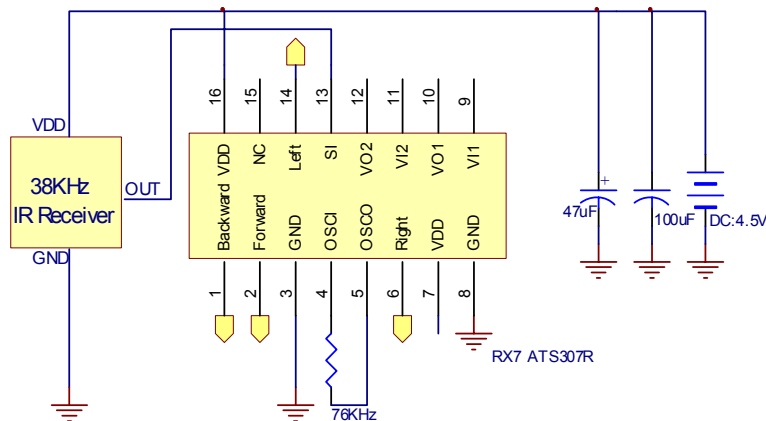 VDD
38KHz
IR Receiver
OUT
GND
16
15
14
13
12
11
10
9
VDD
NC
Left
SI
VO2
VI2
VO1
VI1
Backward
Forward
GND
OSCI
OSCO
Right
VDD
GND
1
2
3
4
5
6
7
8
76KHz
RX7 ATS307R
+
47uF
100uF
DC:4.5V